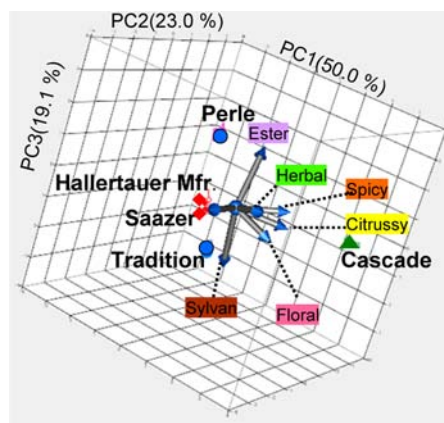 PC2(23.0 %)
PC1(50.0 %)
PC3(19.1 %)
Perle
Ester
Herbal
Hallertauer Mfr.
Spicy
Saazer
Citrussy
Tradition
Cascade
Sylvan
Floral